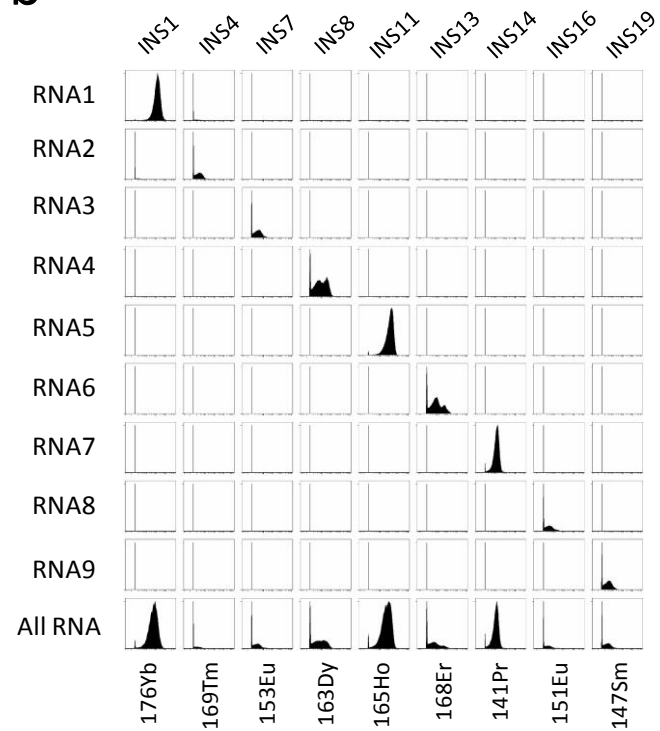 b
INS1 INS4 INS7 INS8 INS11 INS13 INS14 INS16 INS19
RNA1
RNA2
RNA3
RNA4
RNA5
RNA6
RNA7
RNA8
RNA9
All RNA
176Yb 169Tm 153Eu 163Dy 165Ho 168Er 141Pr 151Eu 147Sm